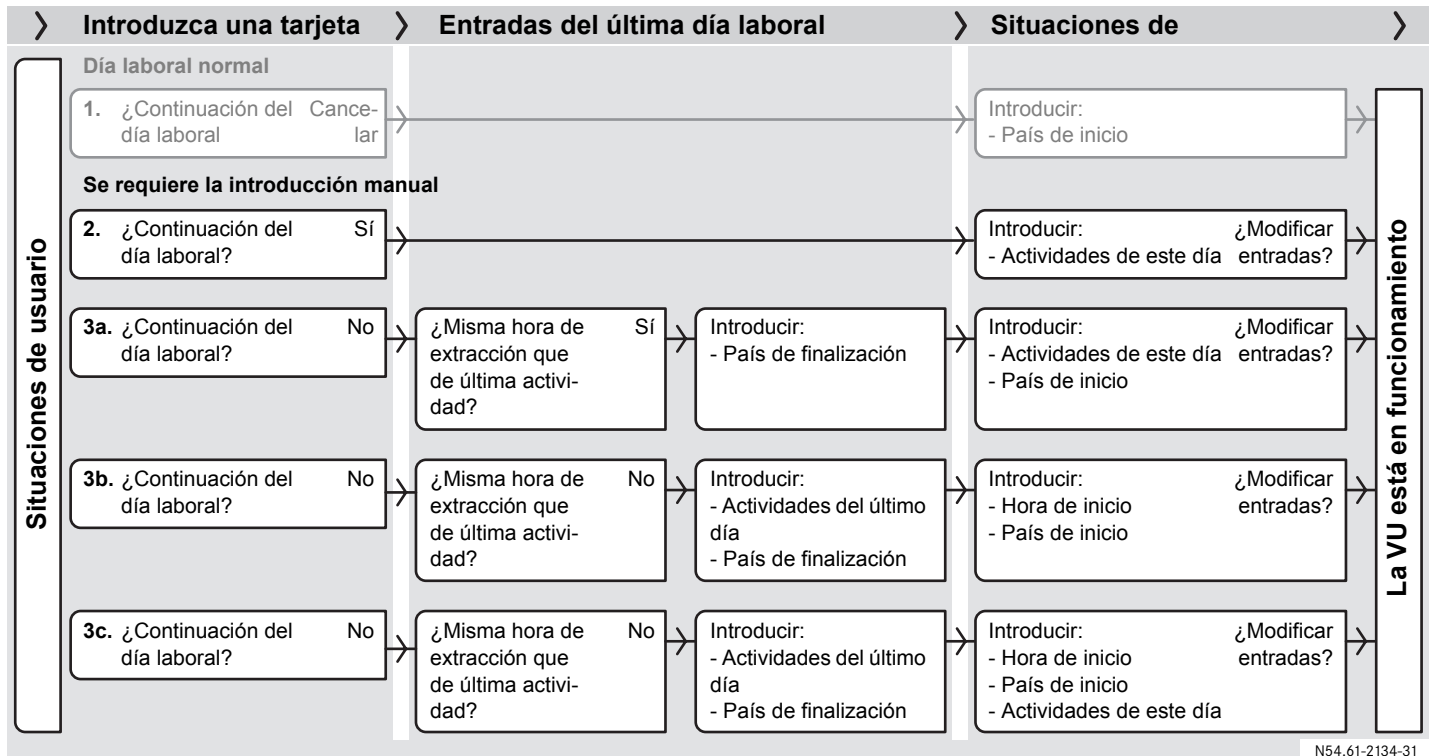 Introduzca una tarjeta
Entradas del última día laboral
Situaciones de
Situaciones de usuario
Día laboral normal
1. ¿Continuación del Cance-
día laboral lar
Introducir:
- País de inicio
Se requiere la introducción manual
2. ¿Continuación del Sí
día laboral?
Introducir: ¿Modificar
- Actividades de este día entradas?
3a. ¿Continuación del No
día laboral?
¿Misma hora de Sí
extracción que
de última activi-
dad?
Introducir:
- País de finalización
Introducir: ¿Modificar
- Actividades de este día entradas?
- País de inicio
3b. ¿Continuación del No
día laboral?
¿Misma hora de No
extracción que
de última activi-
dad?
Introducir:
- Actividades del último
día
- País de finalización
Introducir: ¿Modificar
- Hora de inicio entradas?
- País de inicio
3c. ¿Continuación del No
día laboral?
¿Misma hora de No
extracción que
de última activi-
dad?
Introducir:
- Actividades del último
día
- País de finalización
Introducir: ¿Modificar
- Hora de inicio entradas?
- País de inicio
- Actividades de este día
La VU está en funcionamiento
N54.61-2134-31